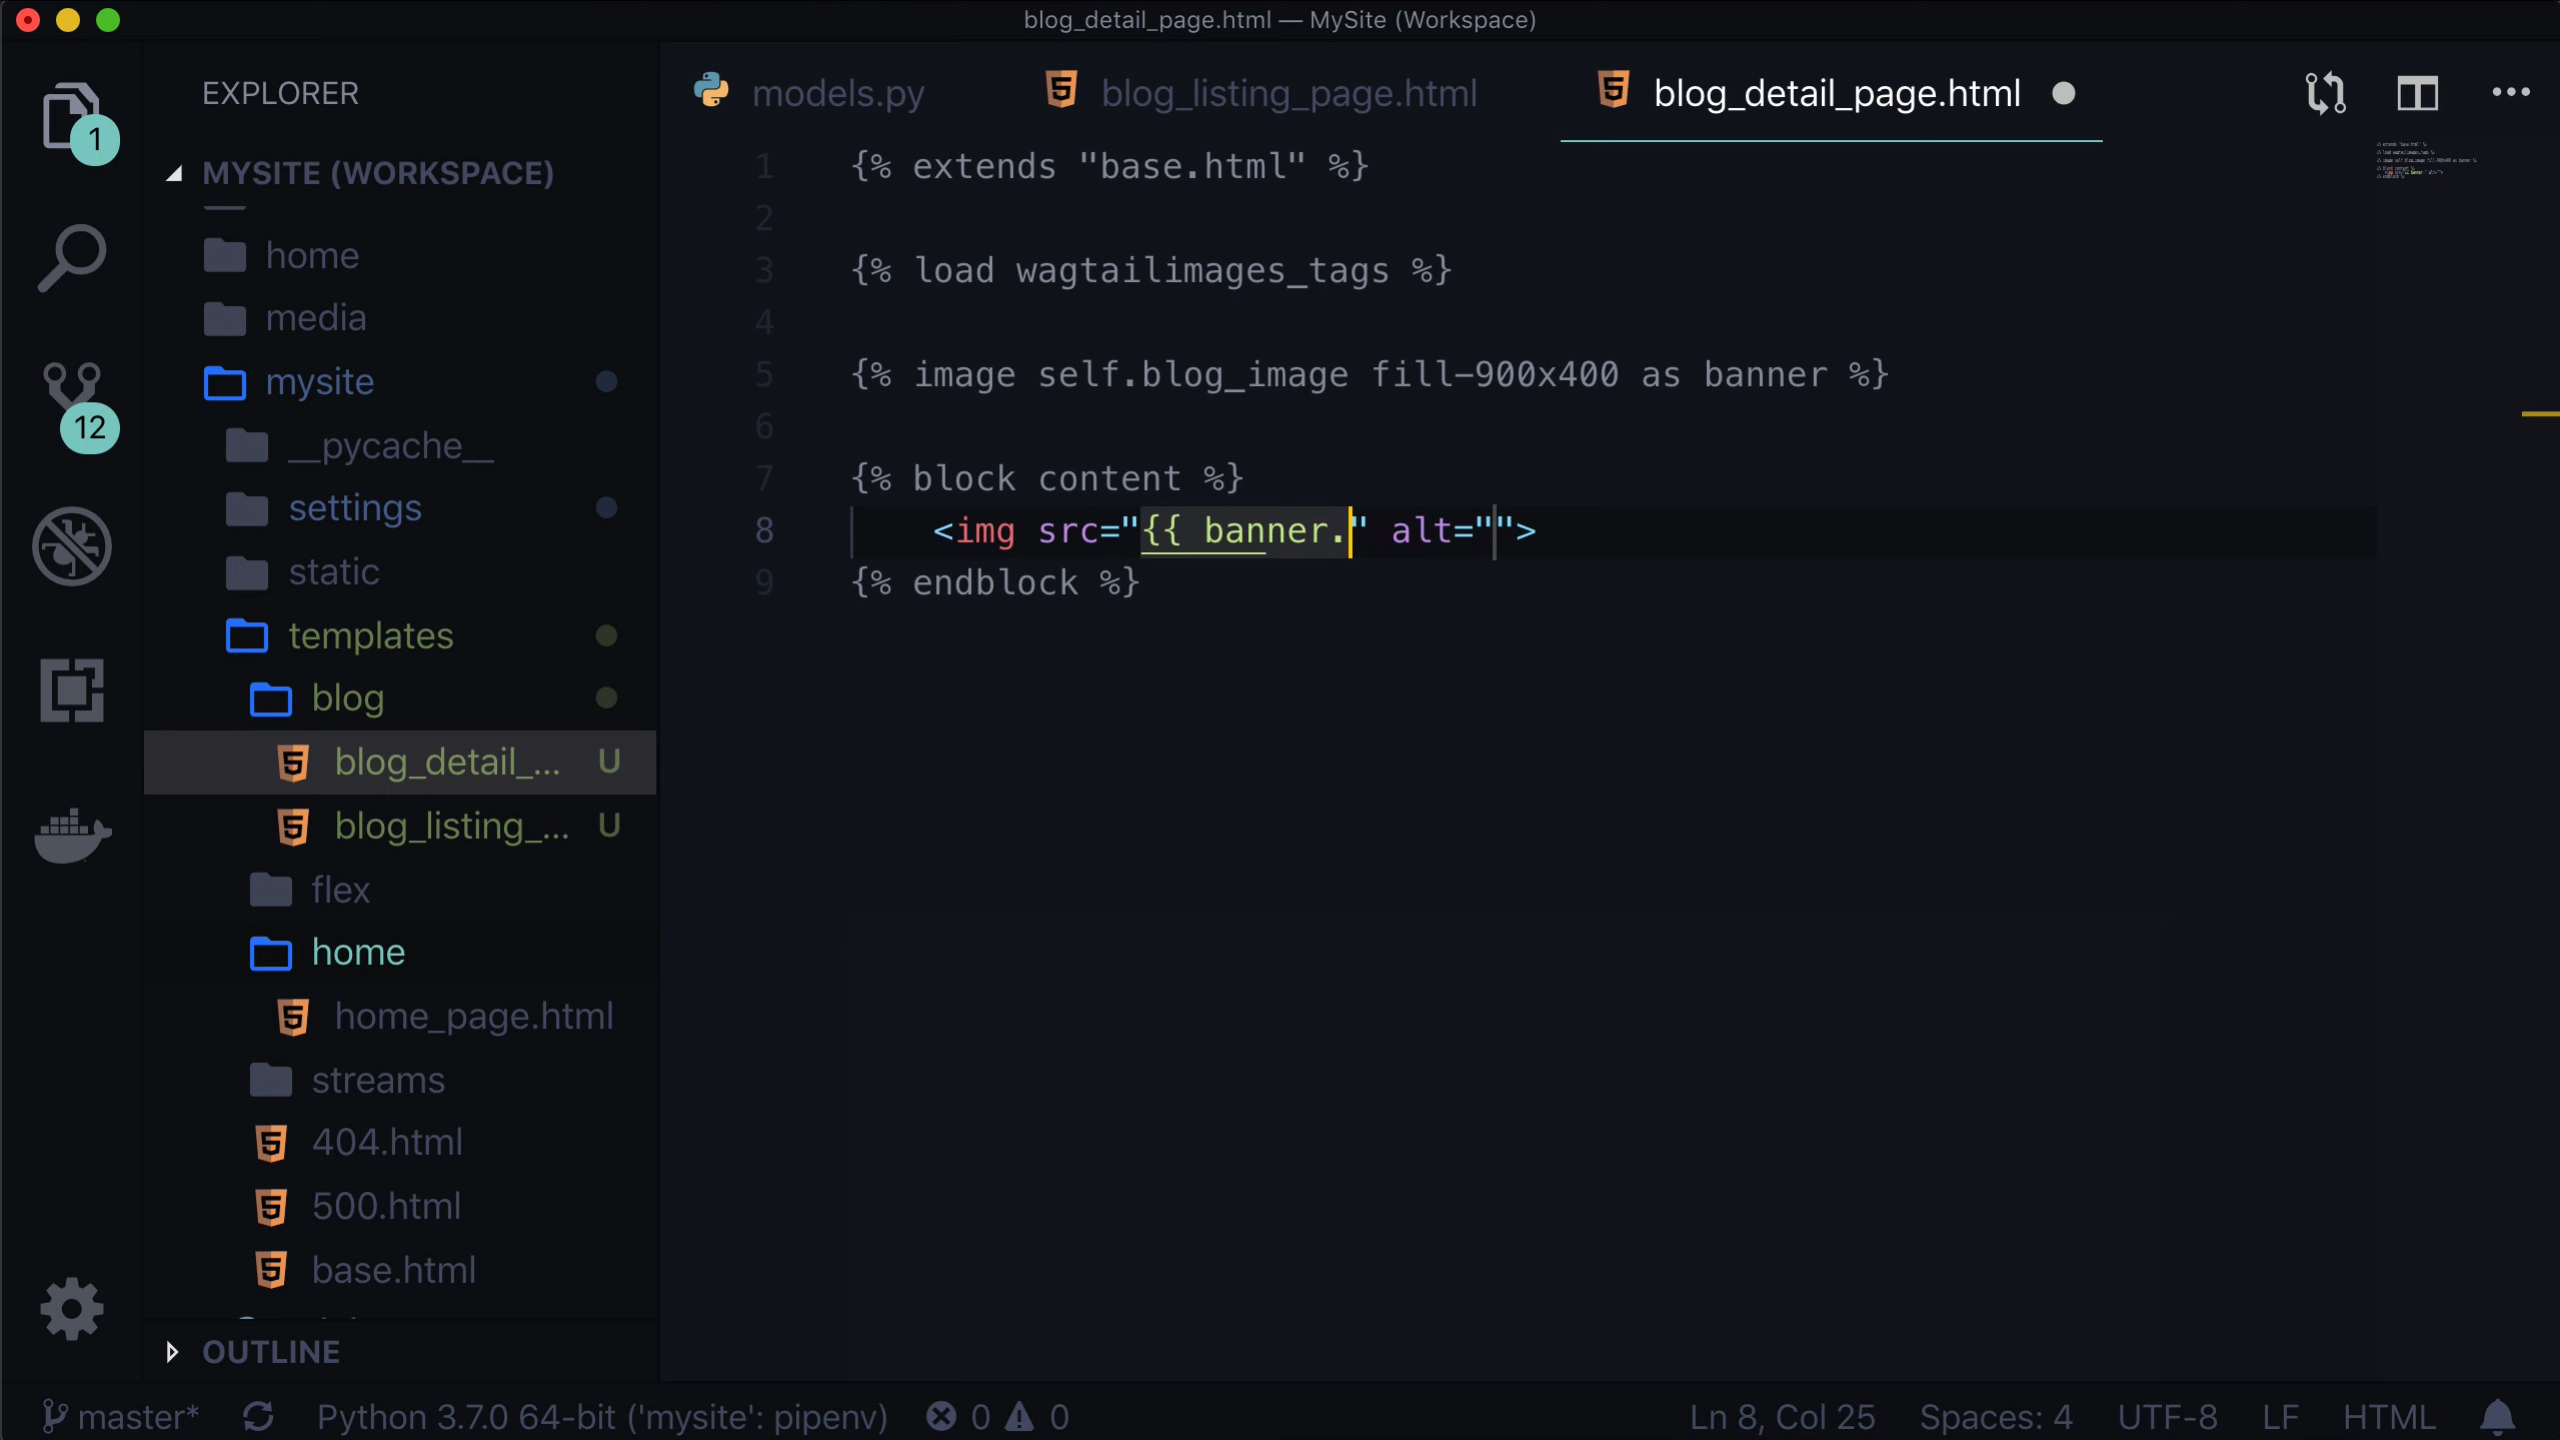 blog_detail_page.html — MySite (Workspace)
EXPLORER
models.py
blog_listing_page.html
blog_detail_page.html
1
12
MYSITE (WORKSPACE)
home
media
mysite
__pycache__
settings
static
templates
blog
blog_detail_... U
blog_listing_... U
flex
home
home_page.html
streams
404.html
500.html
base.html
OUTLINE
1 {% extends "base.html" %}
2
3 {% load wagtailimages_tags %}
4
5 {% image self.blog_image fill-900x400 as banner %}
6
7 {% block content %}
8 <img src="{{ banner." alt="">
9 {% endblock %}
master* Python 3.7.0 64-bit ('mysite': pipenv) 0 0 Ln 8, Col 25 Spaces: 4 UTF-8 LF HTML